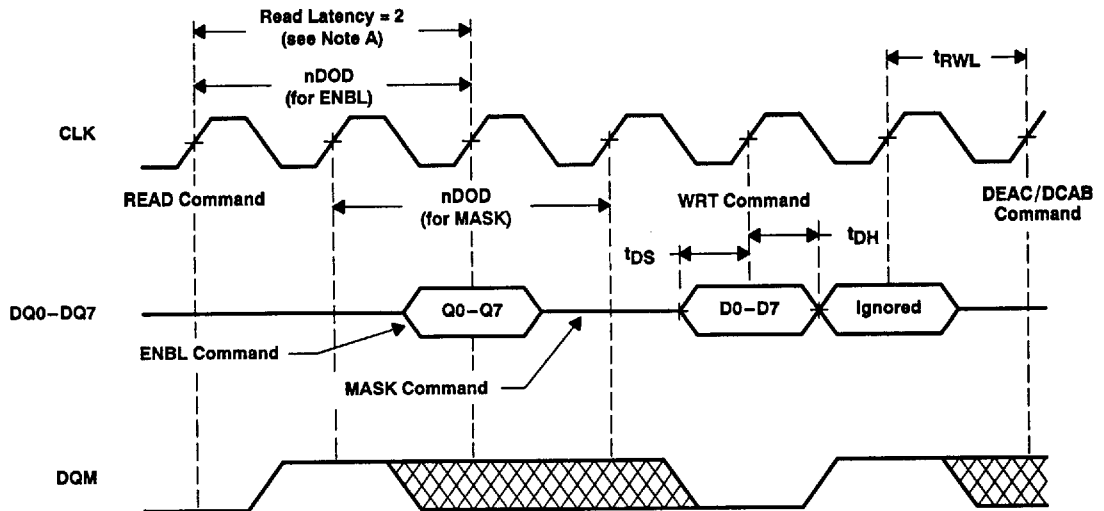 Read Latency = 2
(see Note A)
tRWL
nDOD
(for ENBL)
CLK
READ Command
nDOD
(for MASK)
WRT Command
DEAC/DCAB
Command
tDS
tDH
DQ0–DQ7
Q0–Q7
D0–D7
Ignored
ENBL Command
MASK Command
DQM